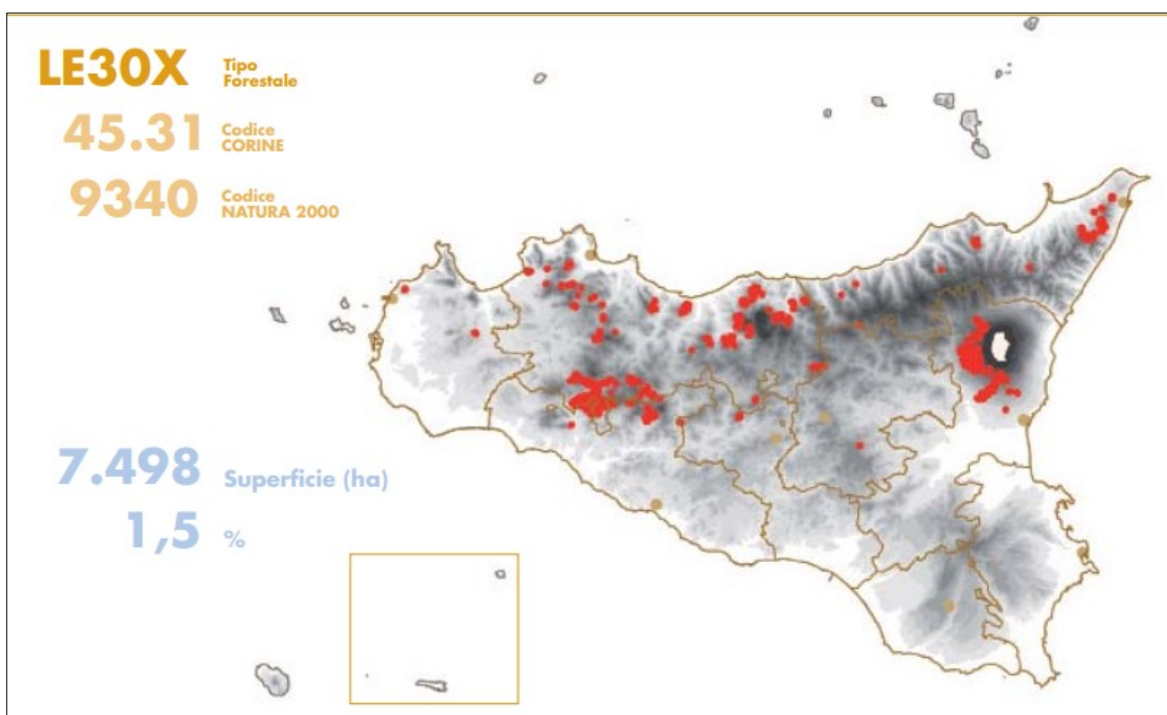 LE30X Tipo
Forestale
45.31 Codice
CORINE
9340 Codice
NATURA 2000
7.498 Superficie (ha)
1,5 %